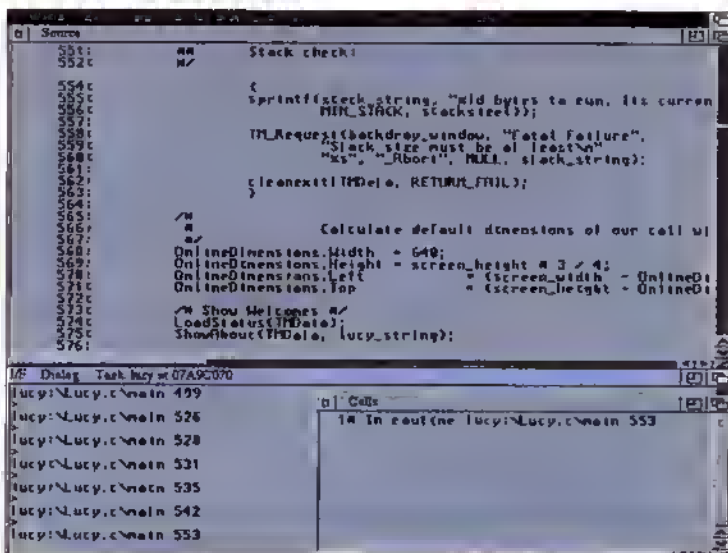 Source
551:		**	Stack check:
552:		*/
554:		{
555:		sprintf(stack_string, "%ld bytes to run, its curren
556:		MIN_STACK, stacksize());
557:
558:		TM_Request(backdrop_window, "Fatal Failure",
559:		"Stack size must be at least\n"
560:		"%s", "_Abort", NULL, stack_string);
561:
562:		cleanexit(TMData, RETURN_FAIL);
563:		}
564:
565:		/*
566:		*	Calculate default dimensions of our call wi
567:		*/
568:		OnlineDimensions.Width = 640;
569:		OnlineDimensions.Height = screen_height * 3 / 4;
570:		OnlineDimensions.Left = (screen_width - OnlineDi
571:		OnlineDimensions.Top = (screen_height - OnlineDi
572:
573:		/* Show Welcomes */
574:		LoadStatus(TMData);
575:		ShowAbout(TMData, lucy_string);
576:
Dialog Task lucy at 07A9C070
lucy:\Lucy.c\main 499
>
lucy:\Lucy.c\main 526
>
lucy:\Lucy.c\main 528
>
lucy:\Lucy.c\main 531
>
lucy:\Lucy.c\main 535
>
lucy:\Lucy.c\main 542
>
lucy:\Lucy.c\main 553
>
Calls
1# In routine lucy:\Lucy.c\main 553